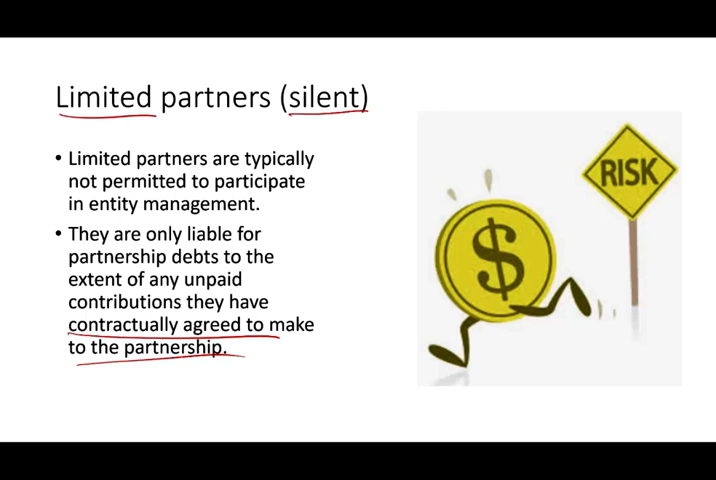 Limited partners (silent)
• Limited partners are typically
not permitted to participate
in entity management.
• They are only liable for
partnership debts to the
extent of any unpaid
contributions they have
contractually agreed to make
to the partnership.
RISK
$